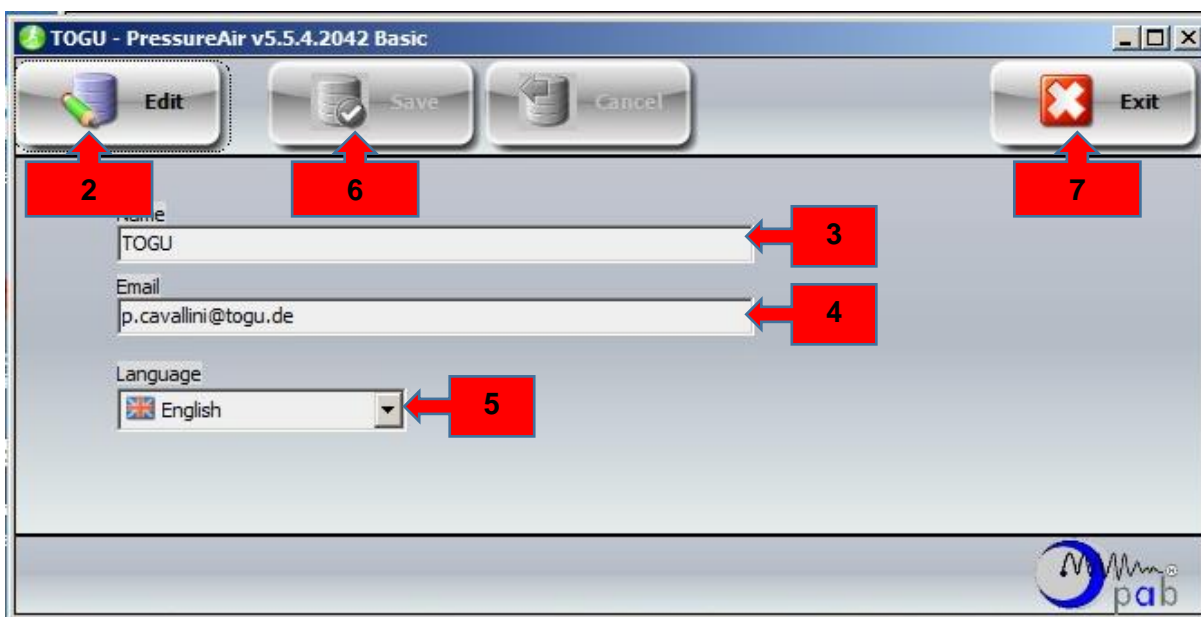 TOGU - PressureAir v5.5.4.2042 Basic
Edit Save Cancel Exit
2 6 7
Name
TOGU 3
Email
p.cavallini@togu.de 4
Language
English 5
pab ®